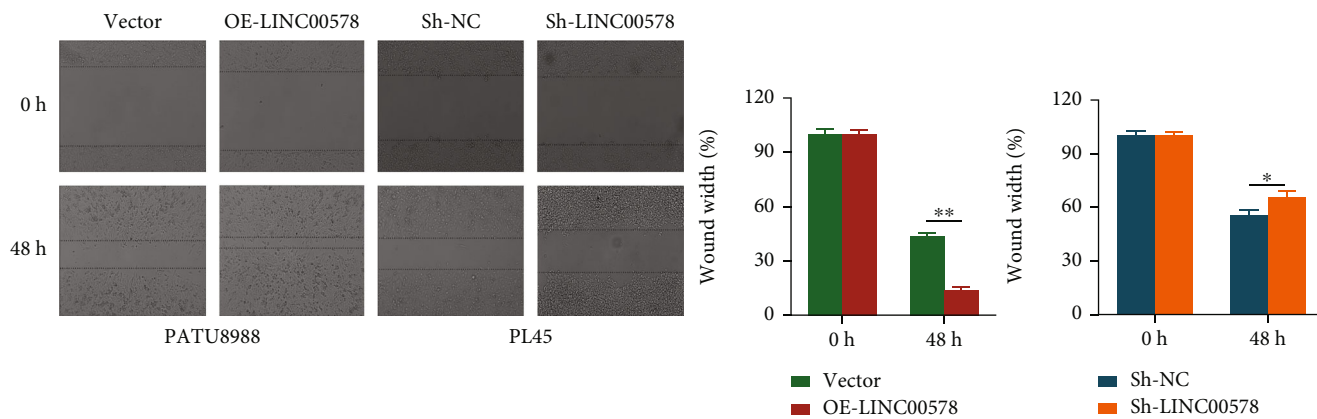 Vector OE-LINC00578 Sh-NC Sh-LINC00578
0 h
48 h
PATU8988 PL45
Wound width (%)
120
90
60
30
0
**
0 h 48 h
Vector
OE-LINC00578
Wound width (%)
120
90
60
30
0
*
0 h 48 h
Sh-NC
Sh-LINC00578